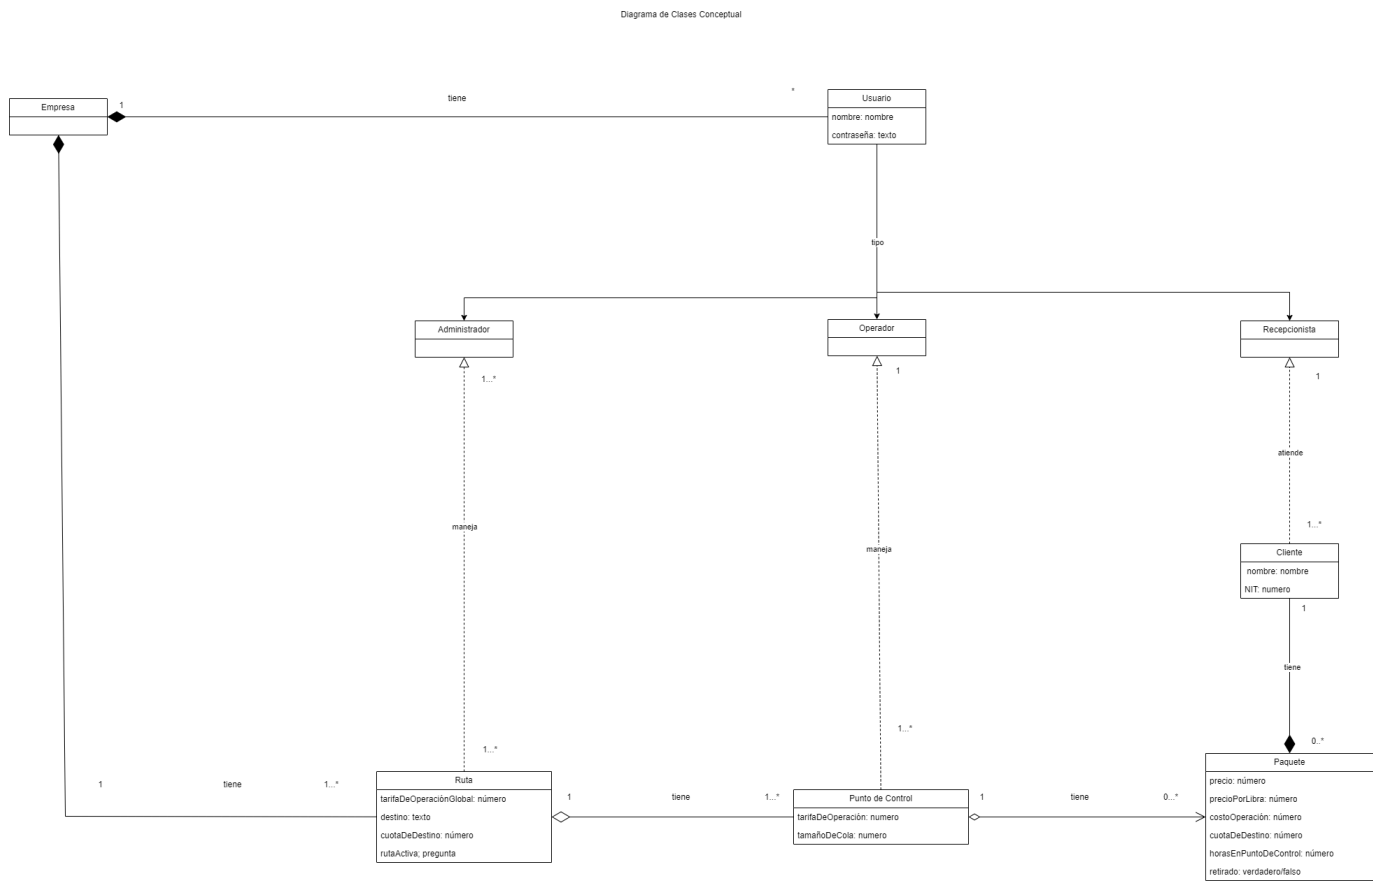 Diagrama de Clases Conceptual
Empresa
1
tiene
*
Usuario
nombre: nombre
contraseña: texto
tipo
Administrador
Operador
Recepcionista
1...*
1
1
maneja
maneja
atiende
1...*
1...*
1...*
Cliente
nombre: nombre
NIT: numero
1
tiene
0..*
1
tiene
1...*
Ruta
tarifaDeOperaciónGlobal: número
destino: texto
cuotaDeDestino: número
rutaActiva; pregunta
1
tiene
1...*
Punto de Control
tarifaDeOperación: numero
tamañoDeCola: numero
1
tiene
0...*
Paquete
precio: número
precioPorLibra: número
costoOperación: número
cuotaDeDestino: número
horasEnPuntoDeControl: número
retirado: verdadero/falso